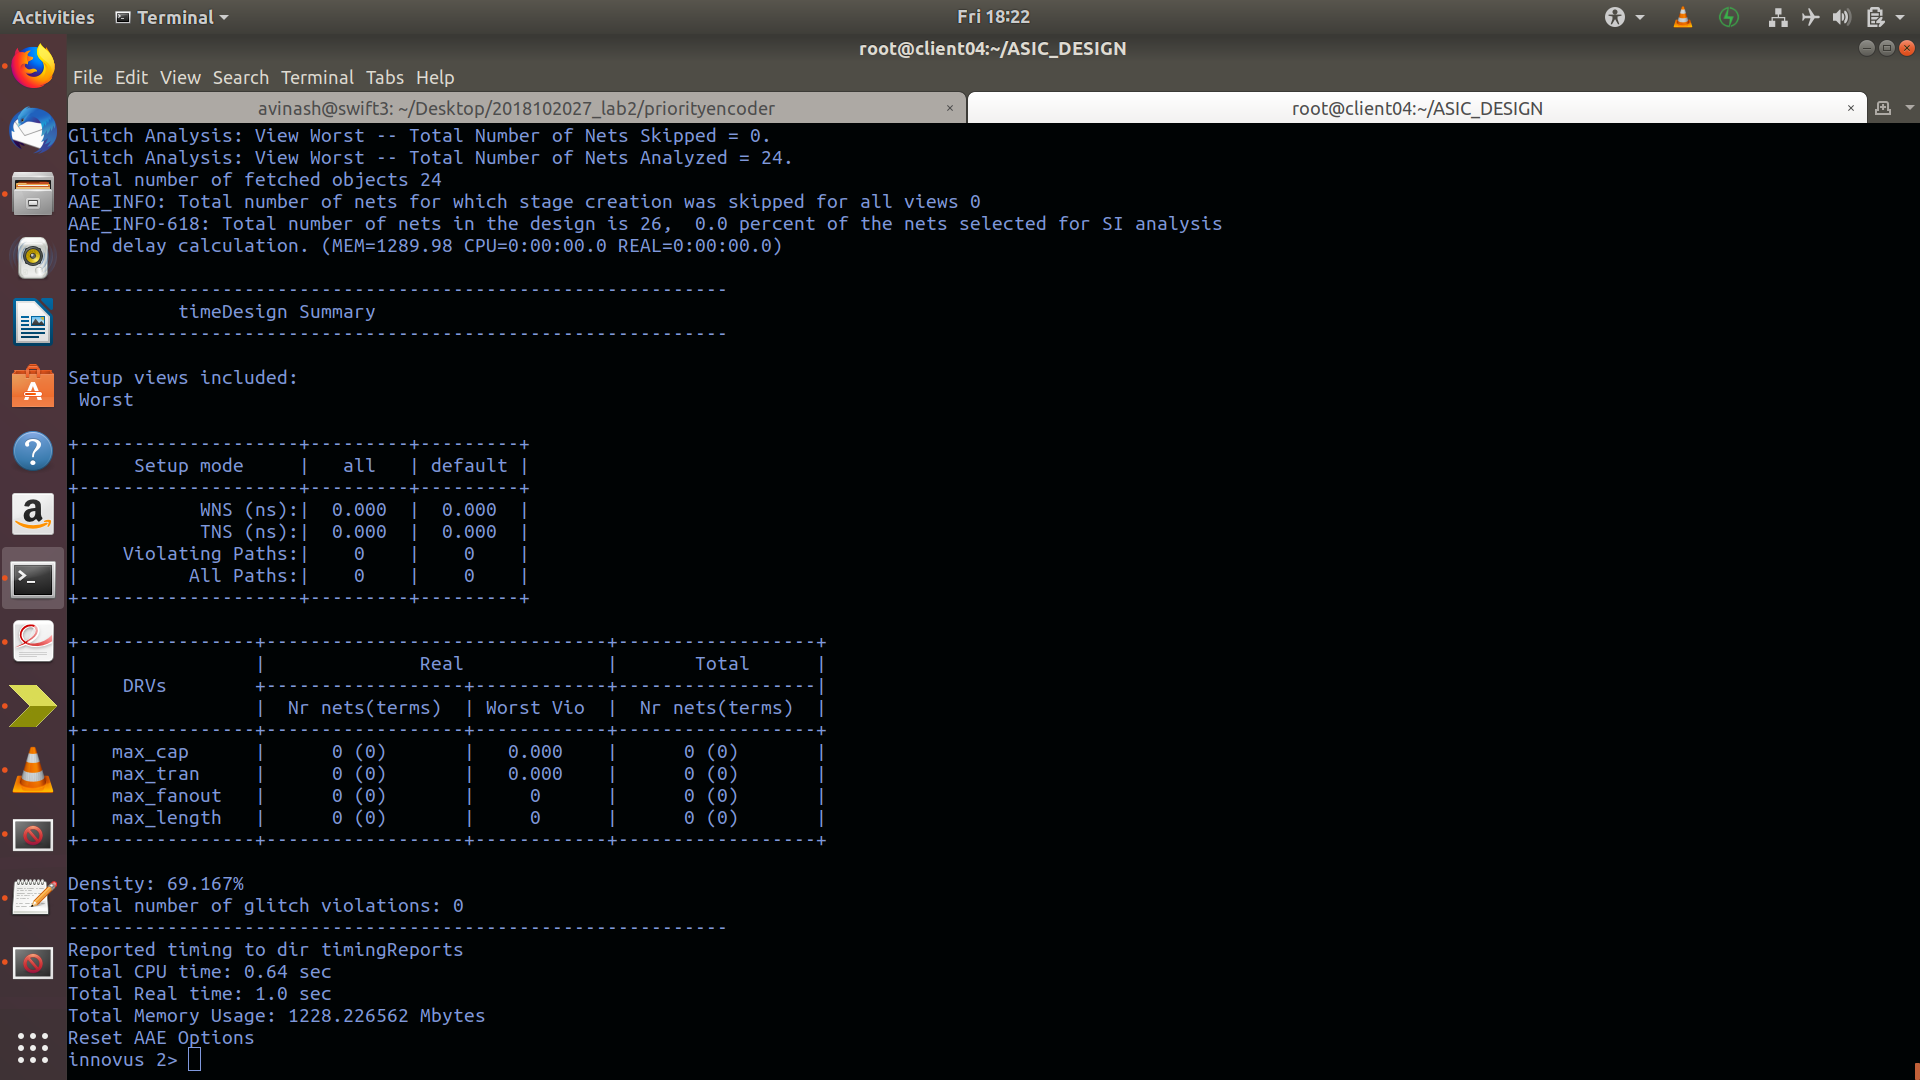 Activities Terminal Fri 18:22
root@client04:~/ASIC_DESIGN
File Edit View Search Terminal Tabs Help
avinash@swift3: ~/Desktop/2018102027_lab2/priorityencoder × root@client04:~/ASIC_DESIGN ×
Glitch Analysis: View Worst -- Total Number of Nets Skipped = 0.
Glitch Analysis: View Worst -- Total Number of Nets Analyzed = 24.
Total number of fetched objects 24
AAE_INFO: Total number of nets for which stage creation was skipped for all views 0
AAE_INFO-618: Total number of nets in the design is 26,  0.0 percent of the nets selected for SI analysis
End delay calculation. (MEM=1289.98 CPU=0:00:00.0 REAL=0:00:00.0)
------------------------------------------------------------
          timeDesign Summary
------------------------------------------------------------
Setup views included:
 Worst
+--------------------+---------+---------+
|     Setup mode     |   all   | default |
+--------------------+---------+---------+
|           WNS (ns):|  0.000  |  0.000  |
|           TNS (ns):|  0.000  |  0.000  |
|    Violating Paths:|    0    |    0    |
|          All Paths:|    0    |    0    |
+--------------------+---------+---------+
+----------------+-------------------------------+------------------+
|                |              Real             |       Total      |
|    DRVs        +------------------+------------+------------------|
|                |  Nr nets(terms)  | Worst Vio  |  Nr nets(terms)  |
+----------------+------------------+------------+------------------+
|   max_cap      |      0 (0)       |   0.000    |      0 (0)       |
|   max_tran     |      0 (0)       |   0.000    |      0 (0)       |
|   max_fanout   |      0 (0)       |     0      |      0 (0)       |
|   max_length   |      0 (0)       |     0      |      0 (0)       |
+----------------+------------------+------------+------------------+
Density: 69.167%
Total number of glitch violations: 0
------------------------------------------------------------
Reported timing to dir timingReports
Total CPU time: 0.64 sec
Total Real time: 1.0 sec
Total Memory Usage: 1228.226562 Mbytes
Reset AAE Options
innovus 2>